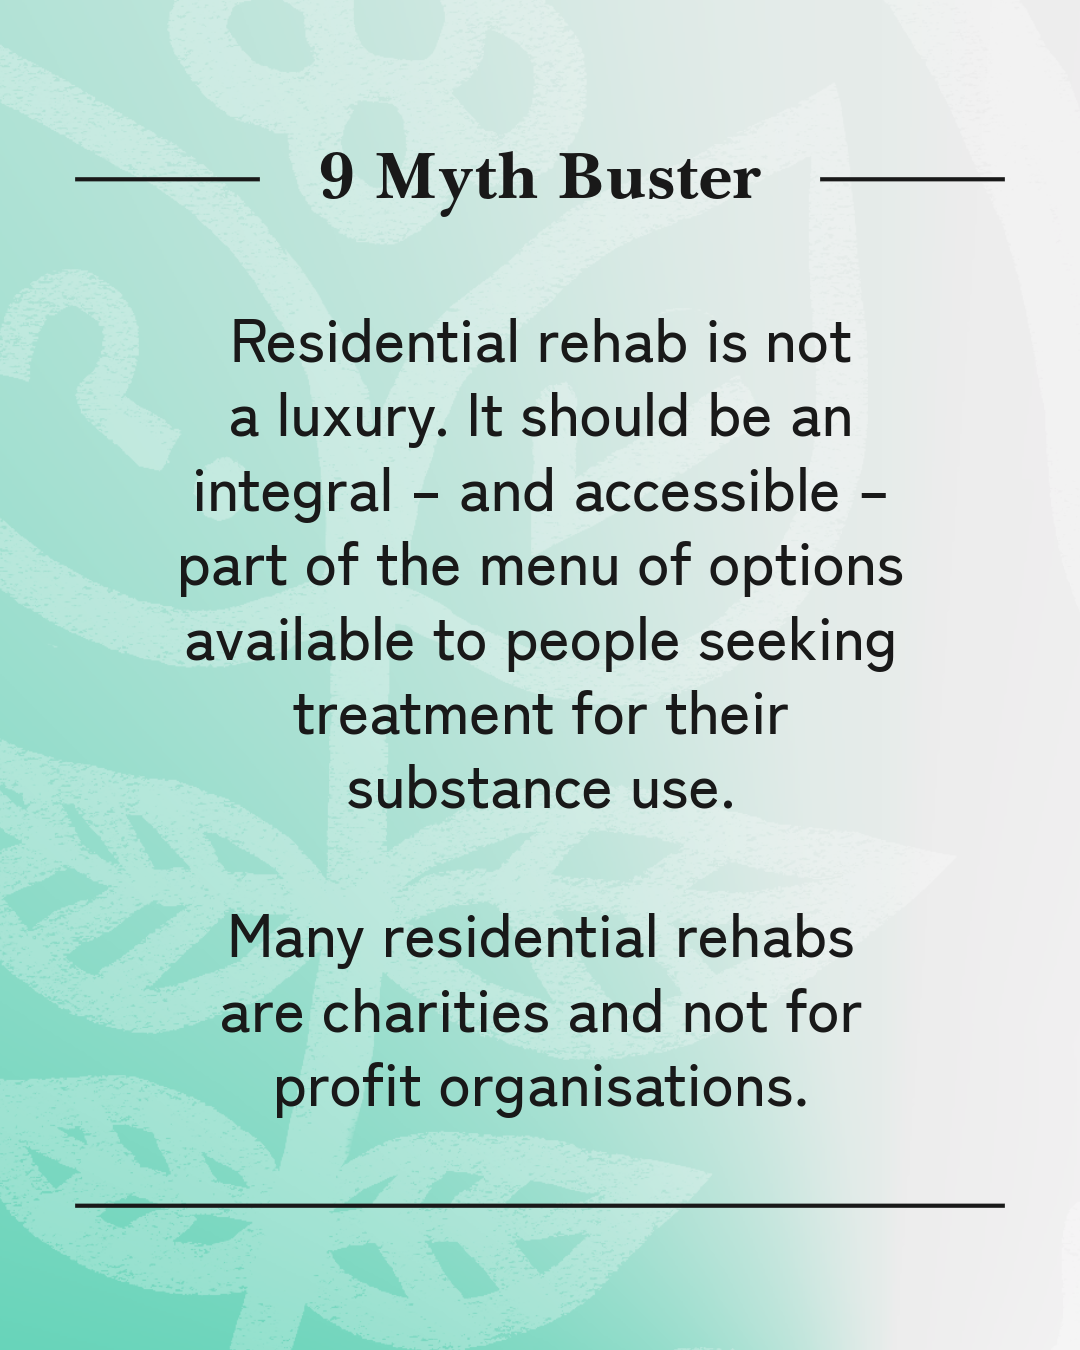 9 Myth Buster
Residential rehab is not
a luxury. It should be an
integral – and accessible –
part of the menu of options
available to people seeking
treatment for their
substance use.
Many residential rehabs
are charities and not for
profit organisations.